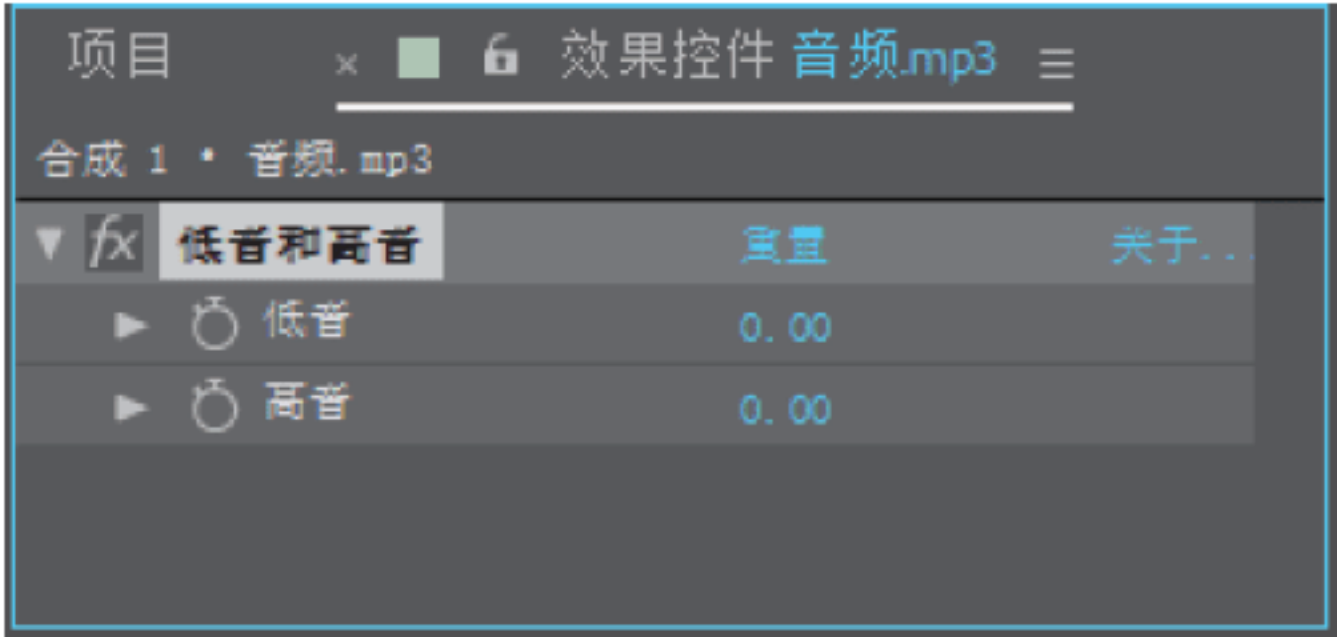 项目 × 效果控件 音频.mp3 ≡
合成 1 • 音频.mp3
fx 低音和高音 重置 关于...
低音 0.00
高音 0.00